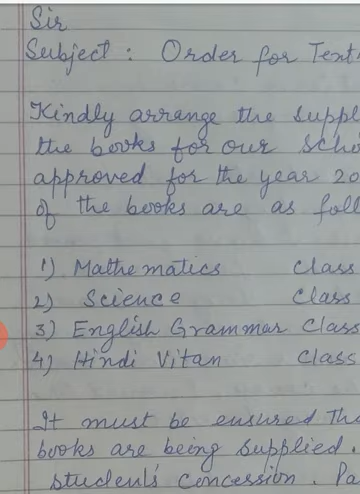 Sir
Subject : Order for Text
Kindly arrange the suppl
the books for our scho
approved for the year 20
of the books are as foll
1) Mathematics Class
2) Science Class
3) English Grammar Class
4) Hindi Vitan Class
It must be ensured tha
books are being supplied.
student's concession. Pa